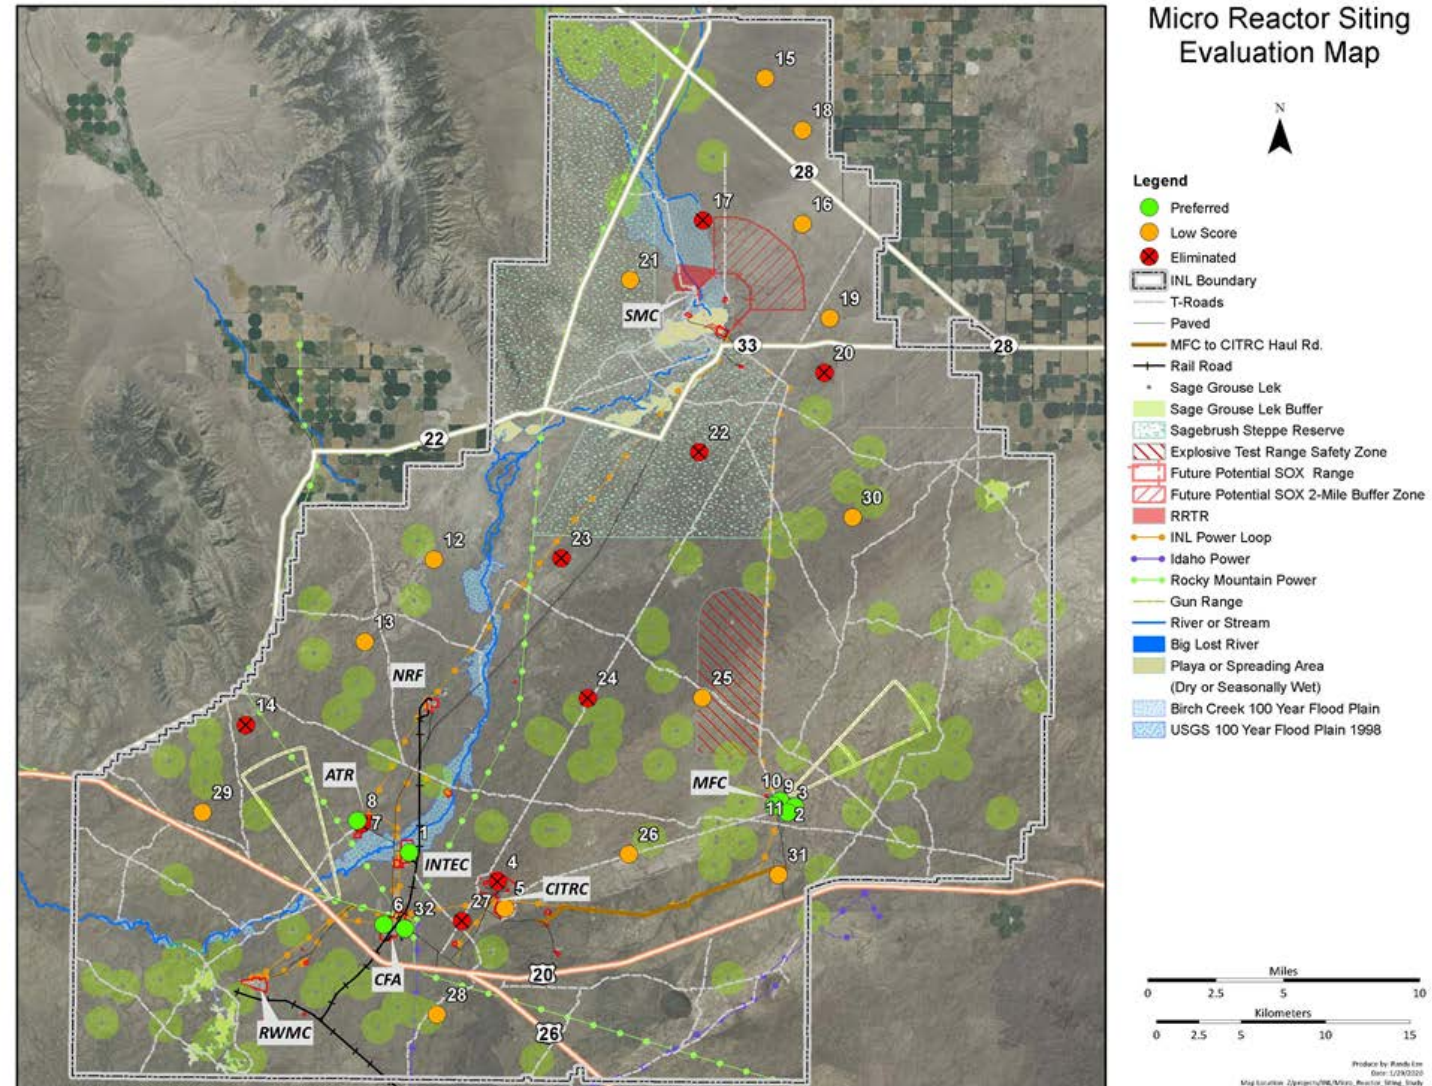 Micro Reactor Siting
Evaluation Map
N
Legend
Preferred
Low Score
Eliminated
INL Boundary
T-Roads
Paved
MFC to CITRC Haul Rd.
Rail Road
Sage Grouse Lek
Sage Grouse Lek Buffer
Sagebrush Steppe Reserve
Explosive Test Range Safety Zone
Future Potential SOX Range
Future Potential SOX 2-Mile Buffer Zone
RRTR
INL Power Loop
Idaho Power
Rocky Mountain Power
Gun Range
River or Stream
Big Lost River
Playa or Spreading Area
(Dry or Seasonally Wet)
Birch Creek 100 Year Flood Plain
USGS 100 Year Flood Plain 1998
Miles
0 2.5 5 10
Kilometers
0 2.5 5 10 15
Date: 1/29/2020
15
18
28
17
16
21
SMC
19
33
28
20
22
22
30
12
23
13
NRF
24
25
14
ATR
MFC
10 9 3
11 2
29
8
7
1
26
INTEC
31
4
5
CITRC
6
32
27
CFA
20
28
RWMC
26